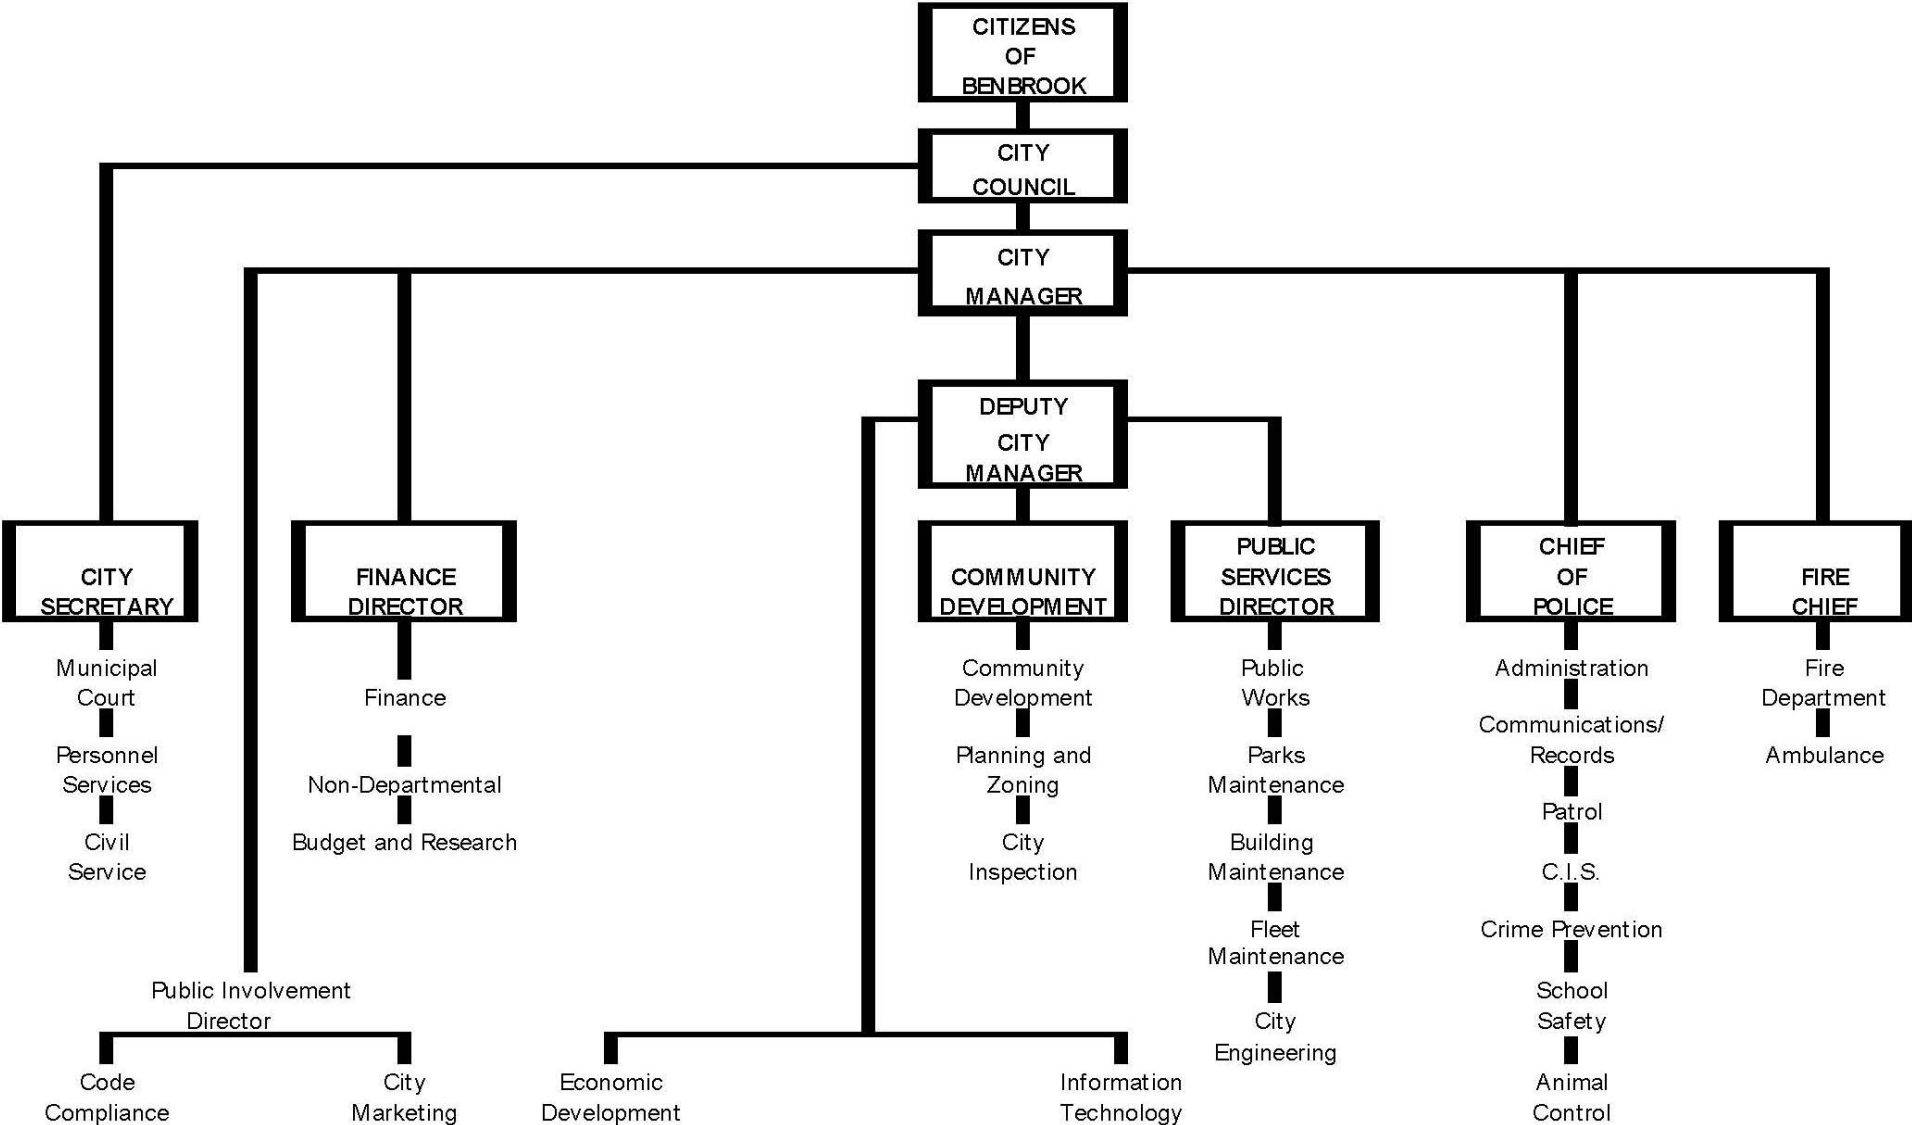 CITIZENS
OF
BENBROOK
CITY
COUNCIL
CITY
MANAGER
DEPUTY
CITY
MANAGER
CITY
SECRETARY
Municipal
Court
Personnel
Services
Civil
Service
FINANCE
DIRECTOR
Finance
Non-Departmental
Budget and Research
Public Involvement
Director
Code
Compliance
City
Marketing
COMMUNITY
DEVELOPMENT
Community
Development
Planning and
Zoning
City
Inspection
Economic
Development
Information
Technology
PUBLIC
SERVICES
DIRECTOR
Public
Works
Parks
Maintenance
Building
Maintenance
Fleet
Maintenance
City
Engineering
CHIEF
OF
POLICE
Administration
Communications/
Records
Patrol
C.I.S.
Crime Prevention
School
Safety
Animal
Control
FIRE
CHIEF
Fire
Department
Ambulance